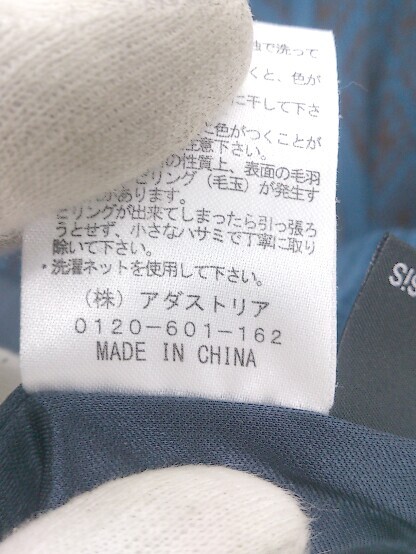 で洗って
くと、色が
に干して下さ
と色がつくことが
注意下さい。
の性質上、表面の毛羽
ピリング（毛玉）が発生す
があります。
ピリングが出来てしまったら引っ張ろ
うとせず、小さなハサミで丁寧に取り
除いて下さい。
・洗濯ネットを使用して下さい。
（株）アダストリア
0120-601-162
MADE IN CHINA
SIS